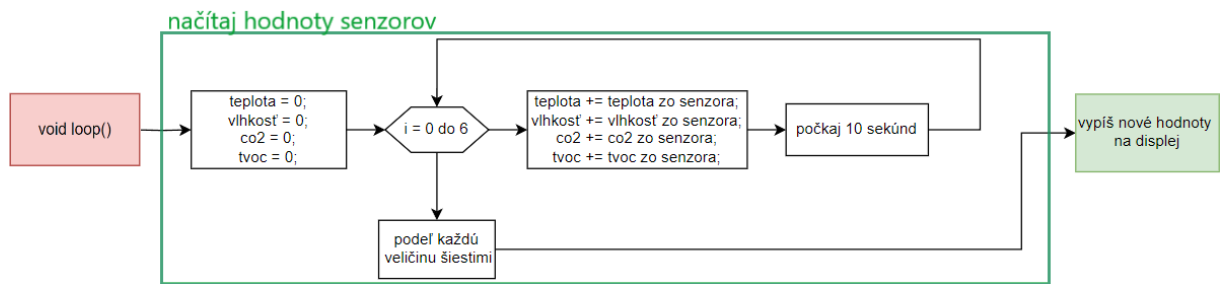 načítaj hodnoty senzorov
void loop()
teplota = 0;
vlhkosť = 0;
co2 = 0;
tvoc = 0;
i = 0 do 6
teplota += teplota zo senzora;
vlhkosť += vlhkosť zo senzora;
co2 += co2 zo senzora;
tvoc += tvoc zo senzora;
počkaj 10 sekúnd
podeľ každú
veličinu šiestimi
vypíš nové hodnoty
na displej